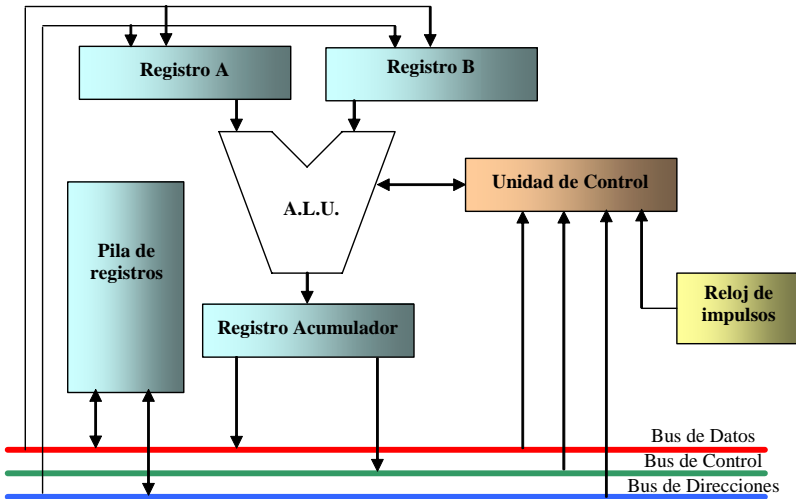 Registro A
Registro B
A.L.U.
Unidad de Control
Pila de
registros
Registro Acumulador
Reloj de
impulsos
Bus de Datos
Bus de Control
Bus de Direcciones